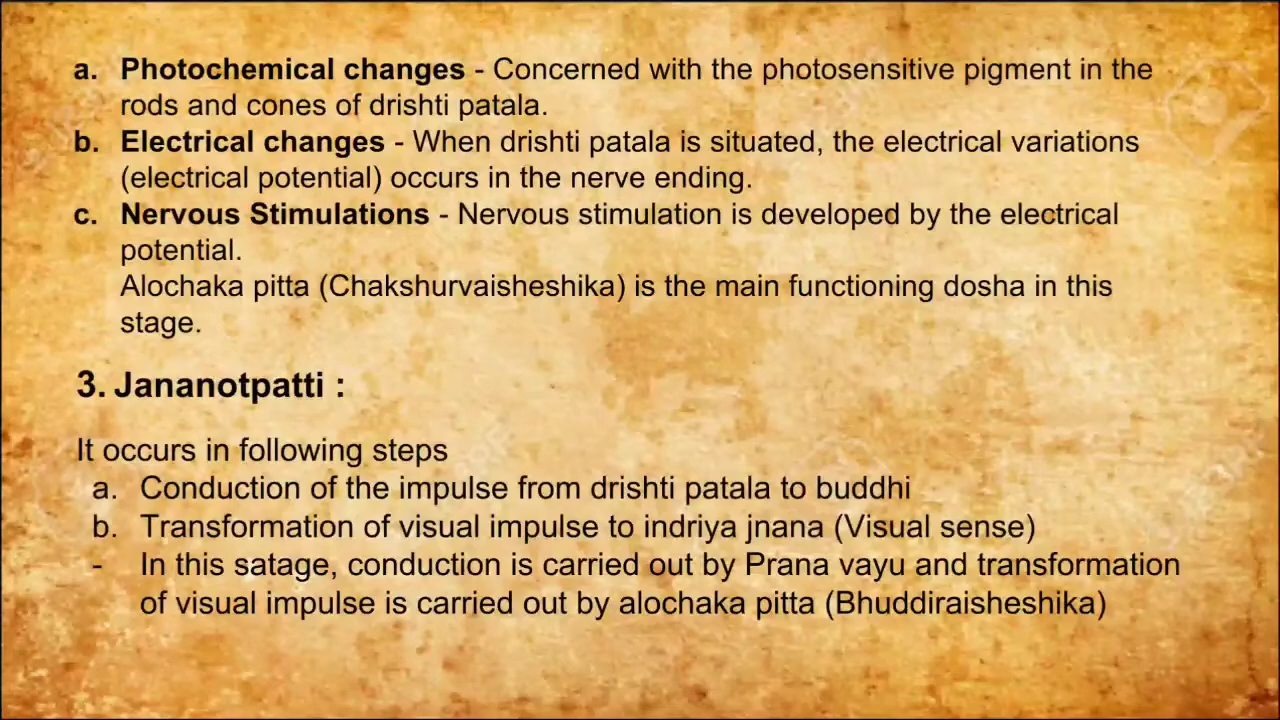 a. Photochemical changes - Concerned with the photosensitive pigment in the
rods and cones of drishti patala.
b. Electrical changes - When drishti patala is situated, the electrical variations
(electrical potential) occurs in the nerve ending.
c. Nervous Stimulations - Nervous stimulation is developed by the electrical
potential.
Alochaka pitta (Chakshurvaisheshika) is the main functioning dosha in this
stage.
3. Jananotpatti :
It occurs in following steps
a. Conduction of the impulse from drishti patala to buddhi
b. Transformation of visual impulse to indriya jnana (Visual sense)
- In this satage, conduction is carried out by Prana vayu and transformation
of visual impulse is carried out by alochaka pitta (Bhuddiraisheshika)